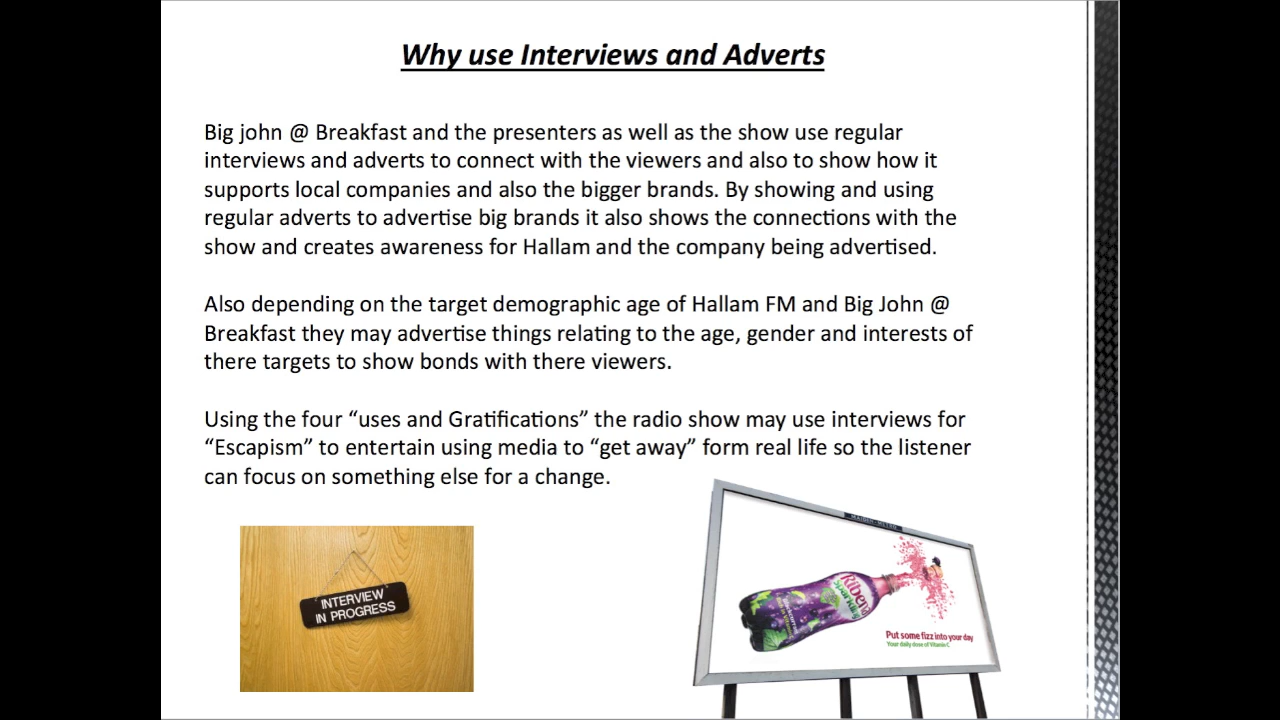 Why use Interviews and Adverts
Big john @ Breakfast and the presenters as well as the show use regular
interviews and adverts to connect with the viewers and also to show how it
supports local companies and also the bigger brands. By showing and using
regular adverts to advertise big brands it also shows the connections with the
show and creates awareness for Hallam and the company being advertised.
Also depending on the target demographic age of Hallam FM and Big John @
Breakfast they may advertise things relating to the age, gender and interests of
there targets to show bonds with there viewers.
Using the four “uses and Gratifications” the radio show may use interviews for
“Escapism” to entertain using media to “get away” form real life so the listener
can focus on something else for a change.
INTERVIEW
IN PROGRESS
Put some fizz into your day
Your daily dose of Vitamin C